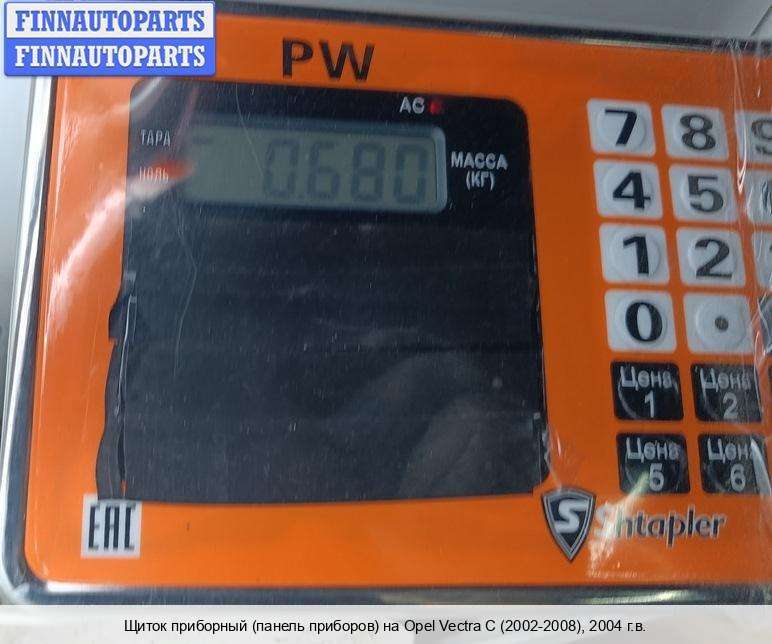 FINNAUTOPARTS
FINNAUTOPARTS
PW
AC
ТАРА
НОЛЬ
0.680
МАССА
(КГ)
7 8 9
4 5
1 2
0 .
Цена 1
Цена 2
Цена 5
Цена 6
EAC
S
Shtapler
Щиток приборный (панель приборов) на Opel Vectra C (2002-2008), 2004 г.в.